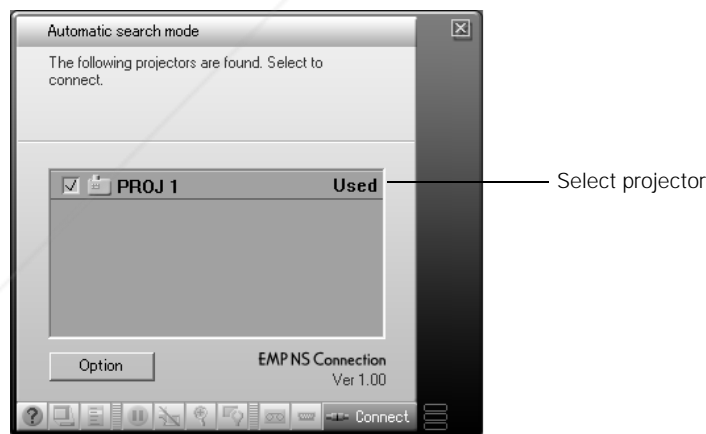 Automatic search mode
The following projectors are found. Select to
connect.
PROJ 1 Used
Select projector
Option
EMP NS Connection
Ver 1.00
Connect